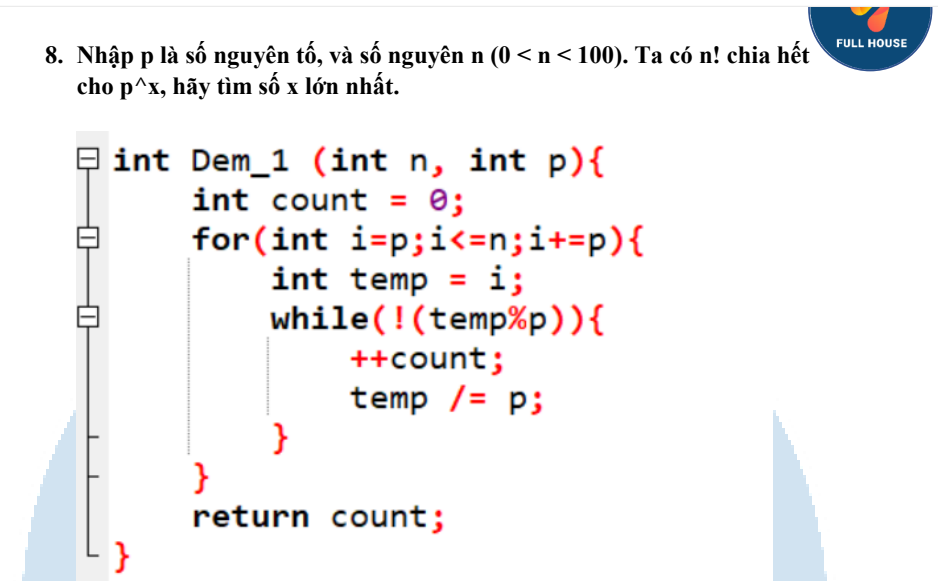 FULL HOUSE
8. Nhập p là số nguyên tố, và số nguyên n (0 < n < 100). Ta có n! chia hết
cho p^x, hãy tìm số x lớn nhất.
int Dem_1 (int n, int p){
int count = 0;
for(int i=p;i<=n;i+=p){
int temp = i;
while(!(temp%p)){
++count;
temp /= p;
}
}
return count;
}